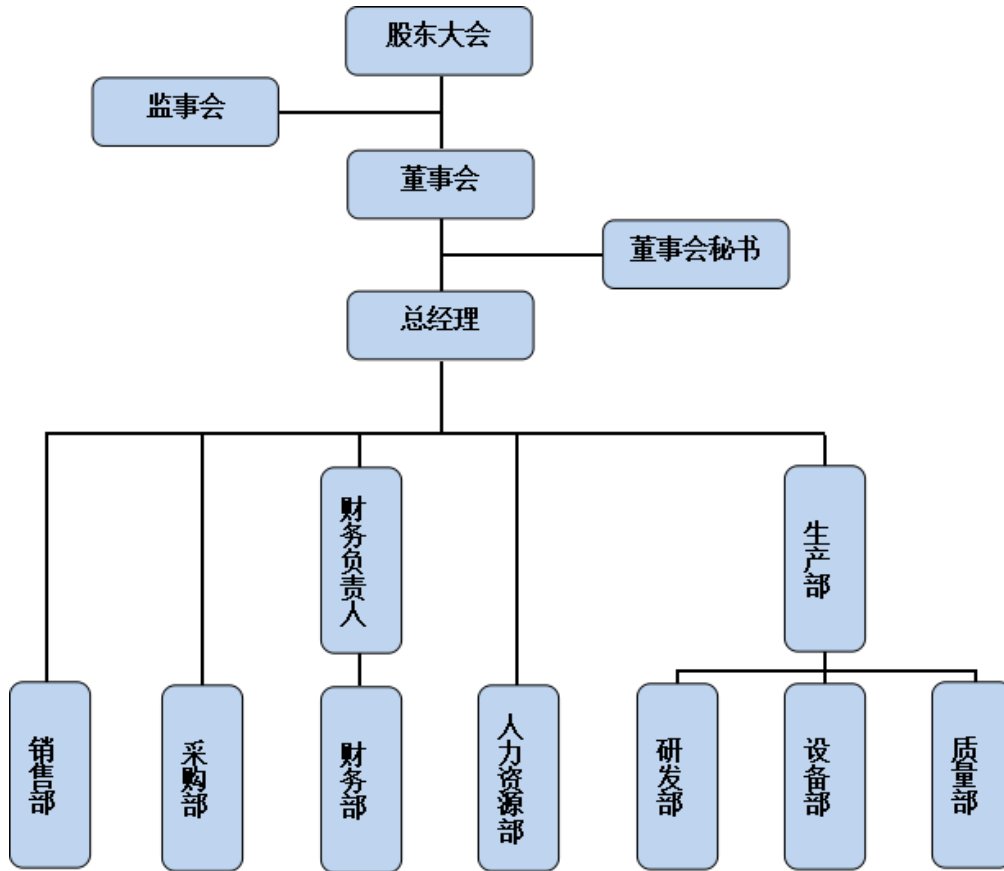 股东大会
监事会
董事会
董事会秘书
总经理
财务负责人
生产部
销售部
采购部
财务部
人力资源部
研发部
设备部
质量部